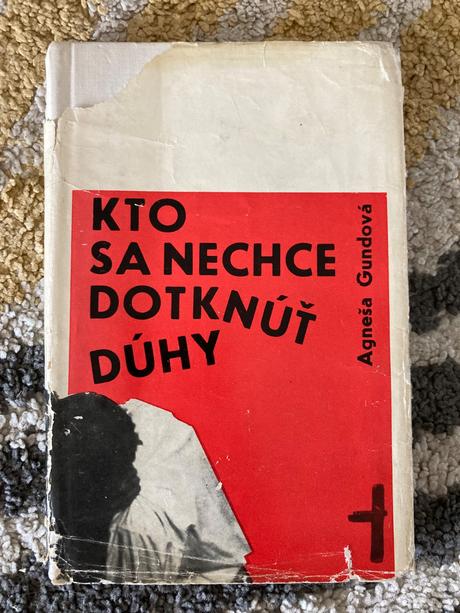 KTO
SA NECHCE
DOTKNÚŤ
DÚHY
Agneša Gundová